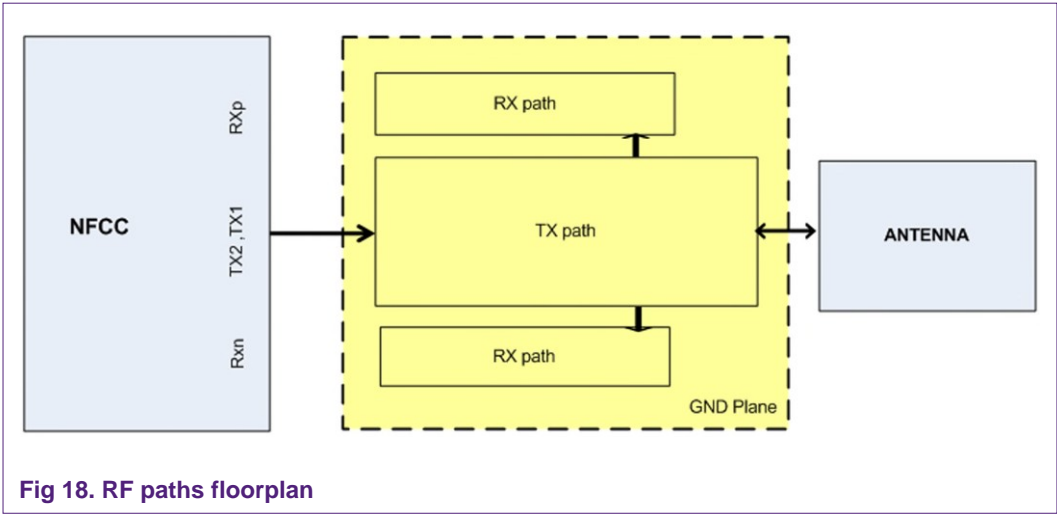 NFCC
RXp
TX2 ,TX1
Rxn
RX path
TX path
RX path
GND Plane
ANTENNA
Fig 18. RF paths floorplan